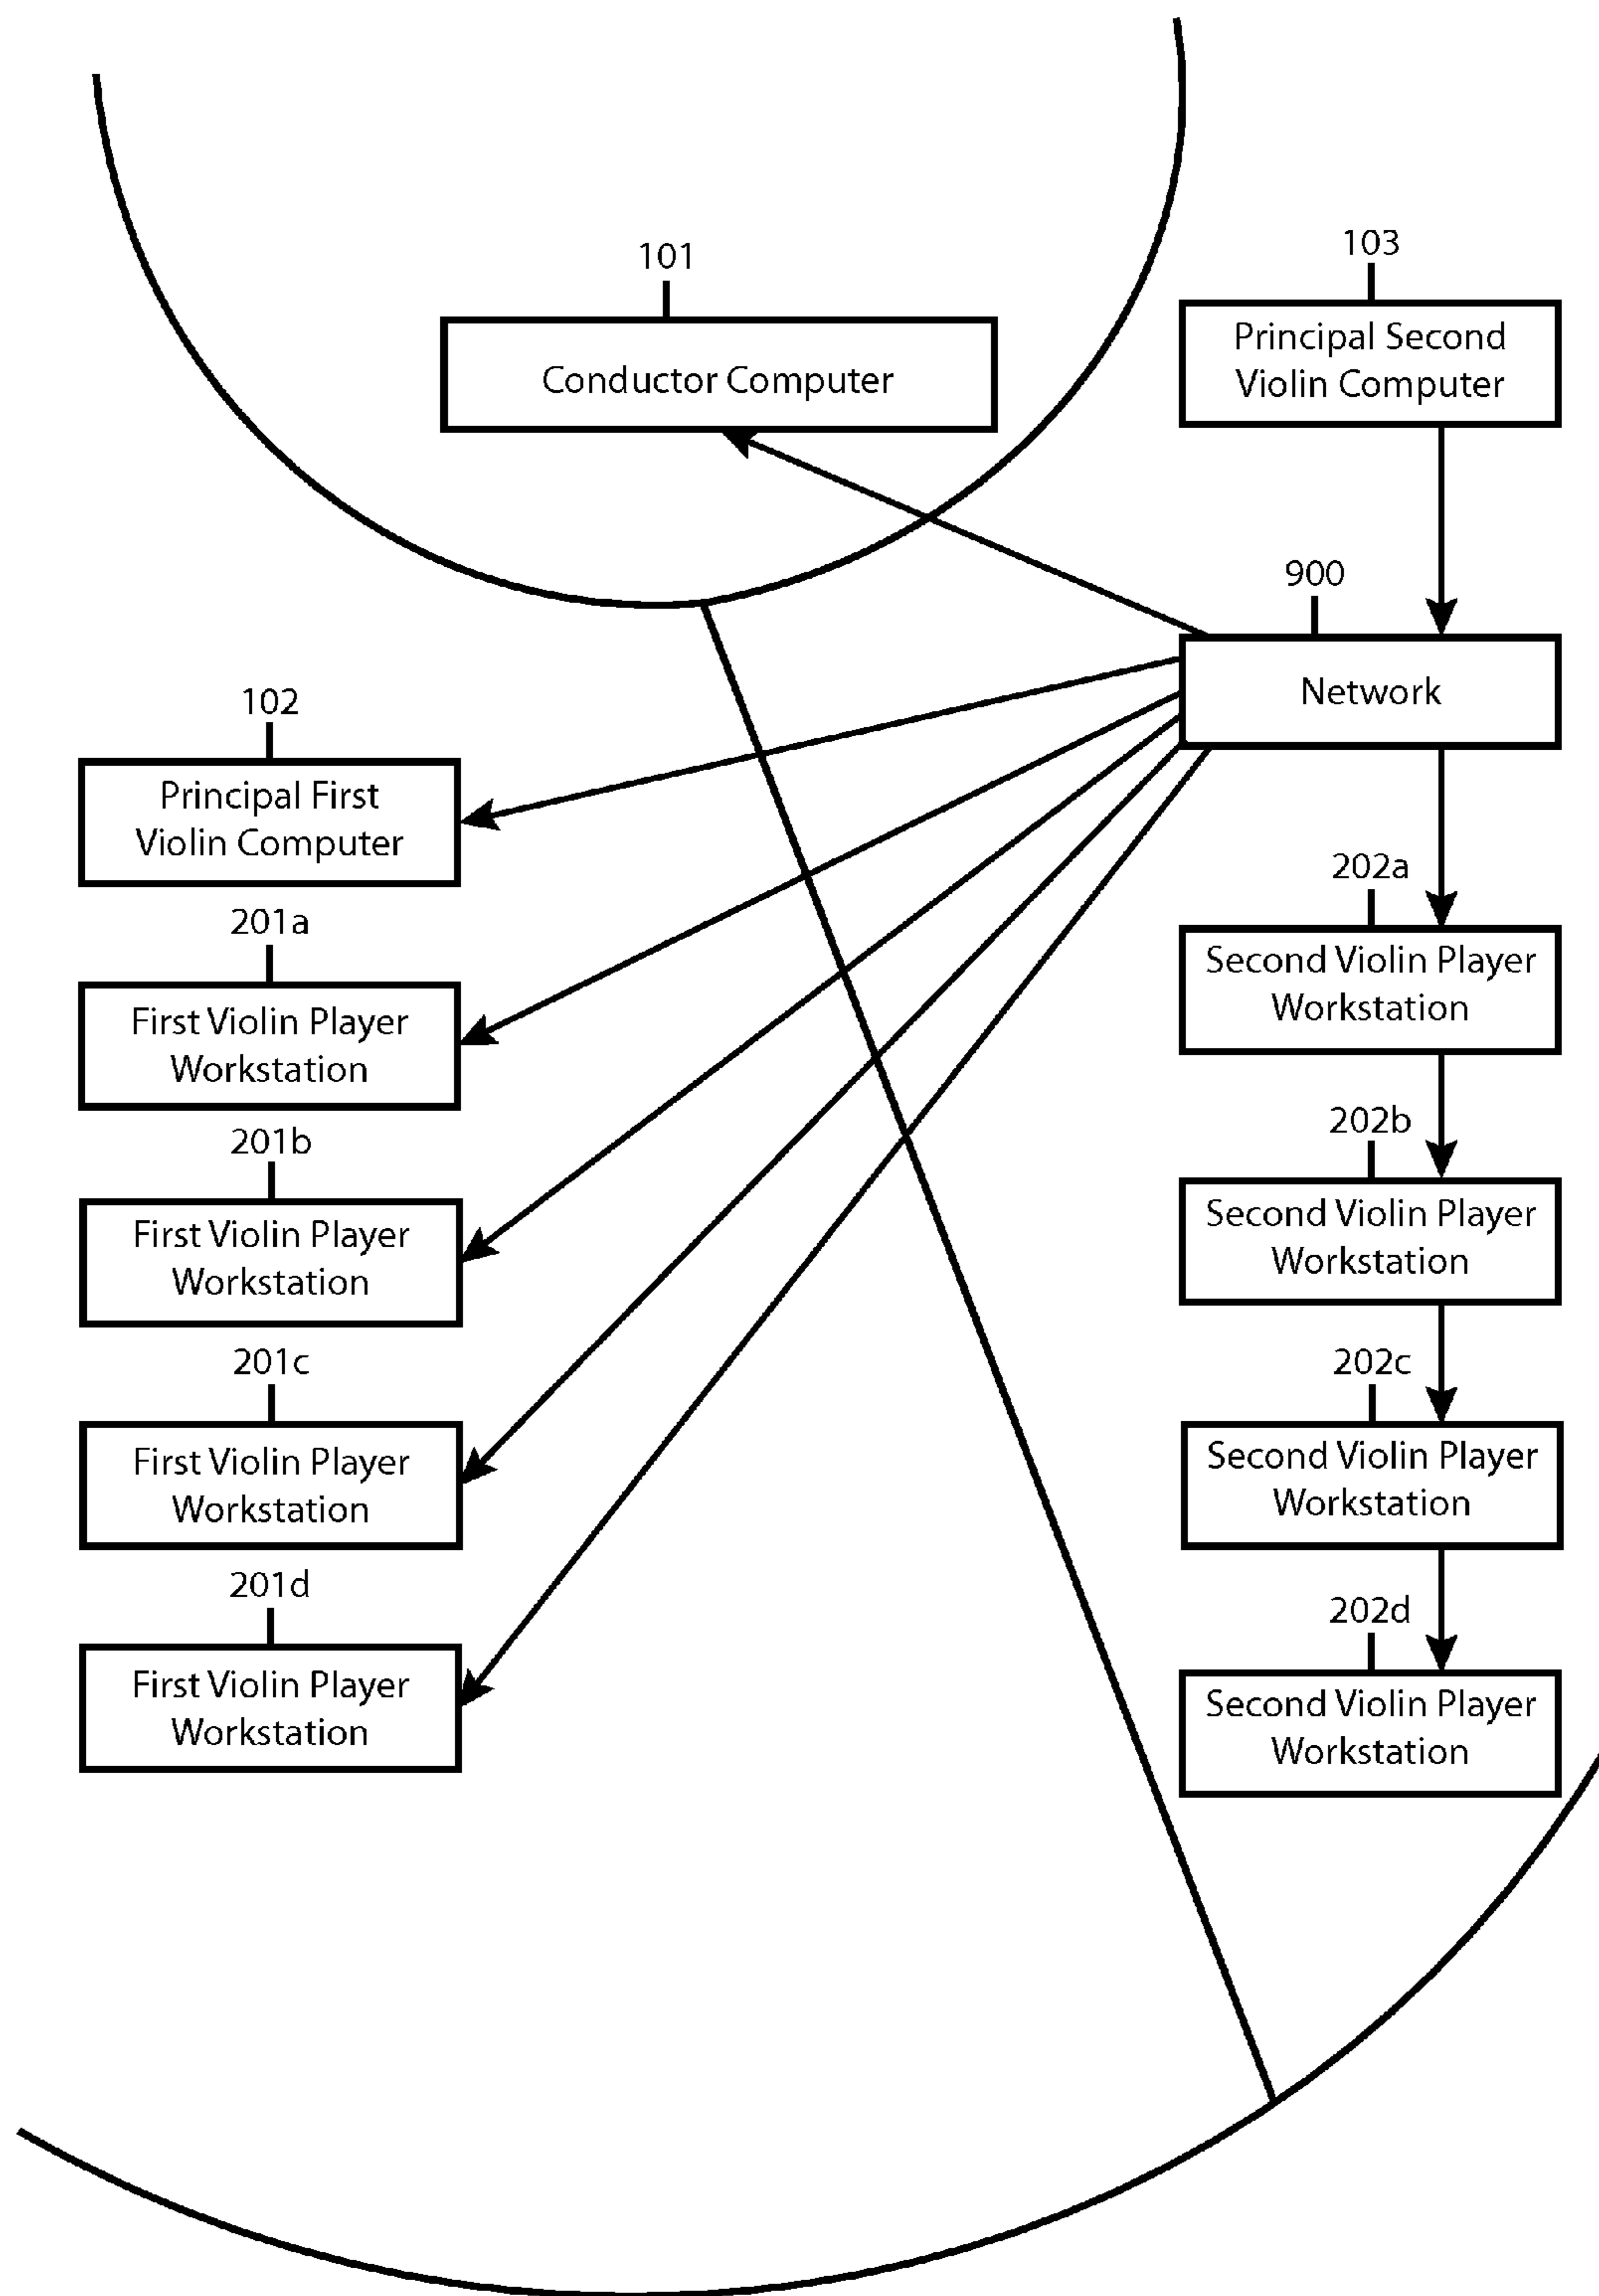 101
Conductor Computer
103
Principal Second
Violin Computer
900
Network
102
Principal First
Violin Computer
201a
First Violin Player
Workstation
201b
First Violin Player
Workstation
201c
First Violin Player
Workstation
201d
First Violin Player
Workstation
202a
Second Violin Player
Workstation
202b
Second Violin Player
Workstation
202c
Second Violin Player
Workstation
202d
Second Violin Player
Workstation